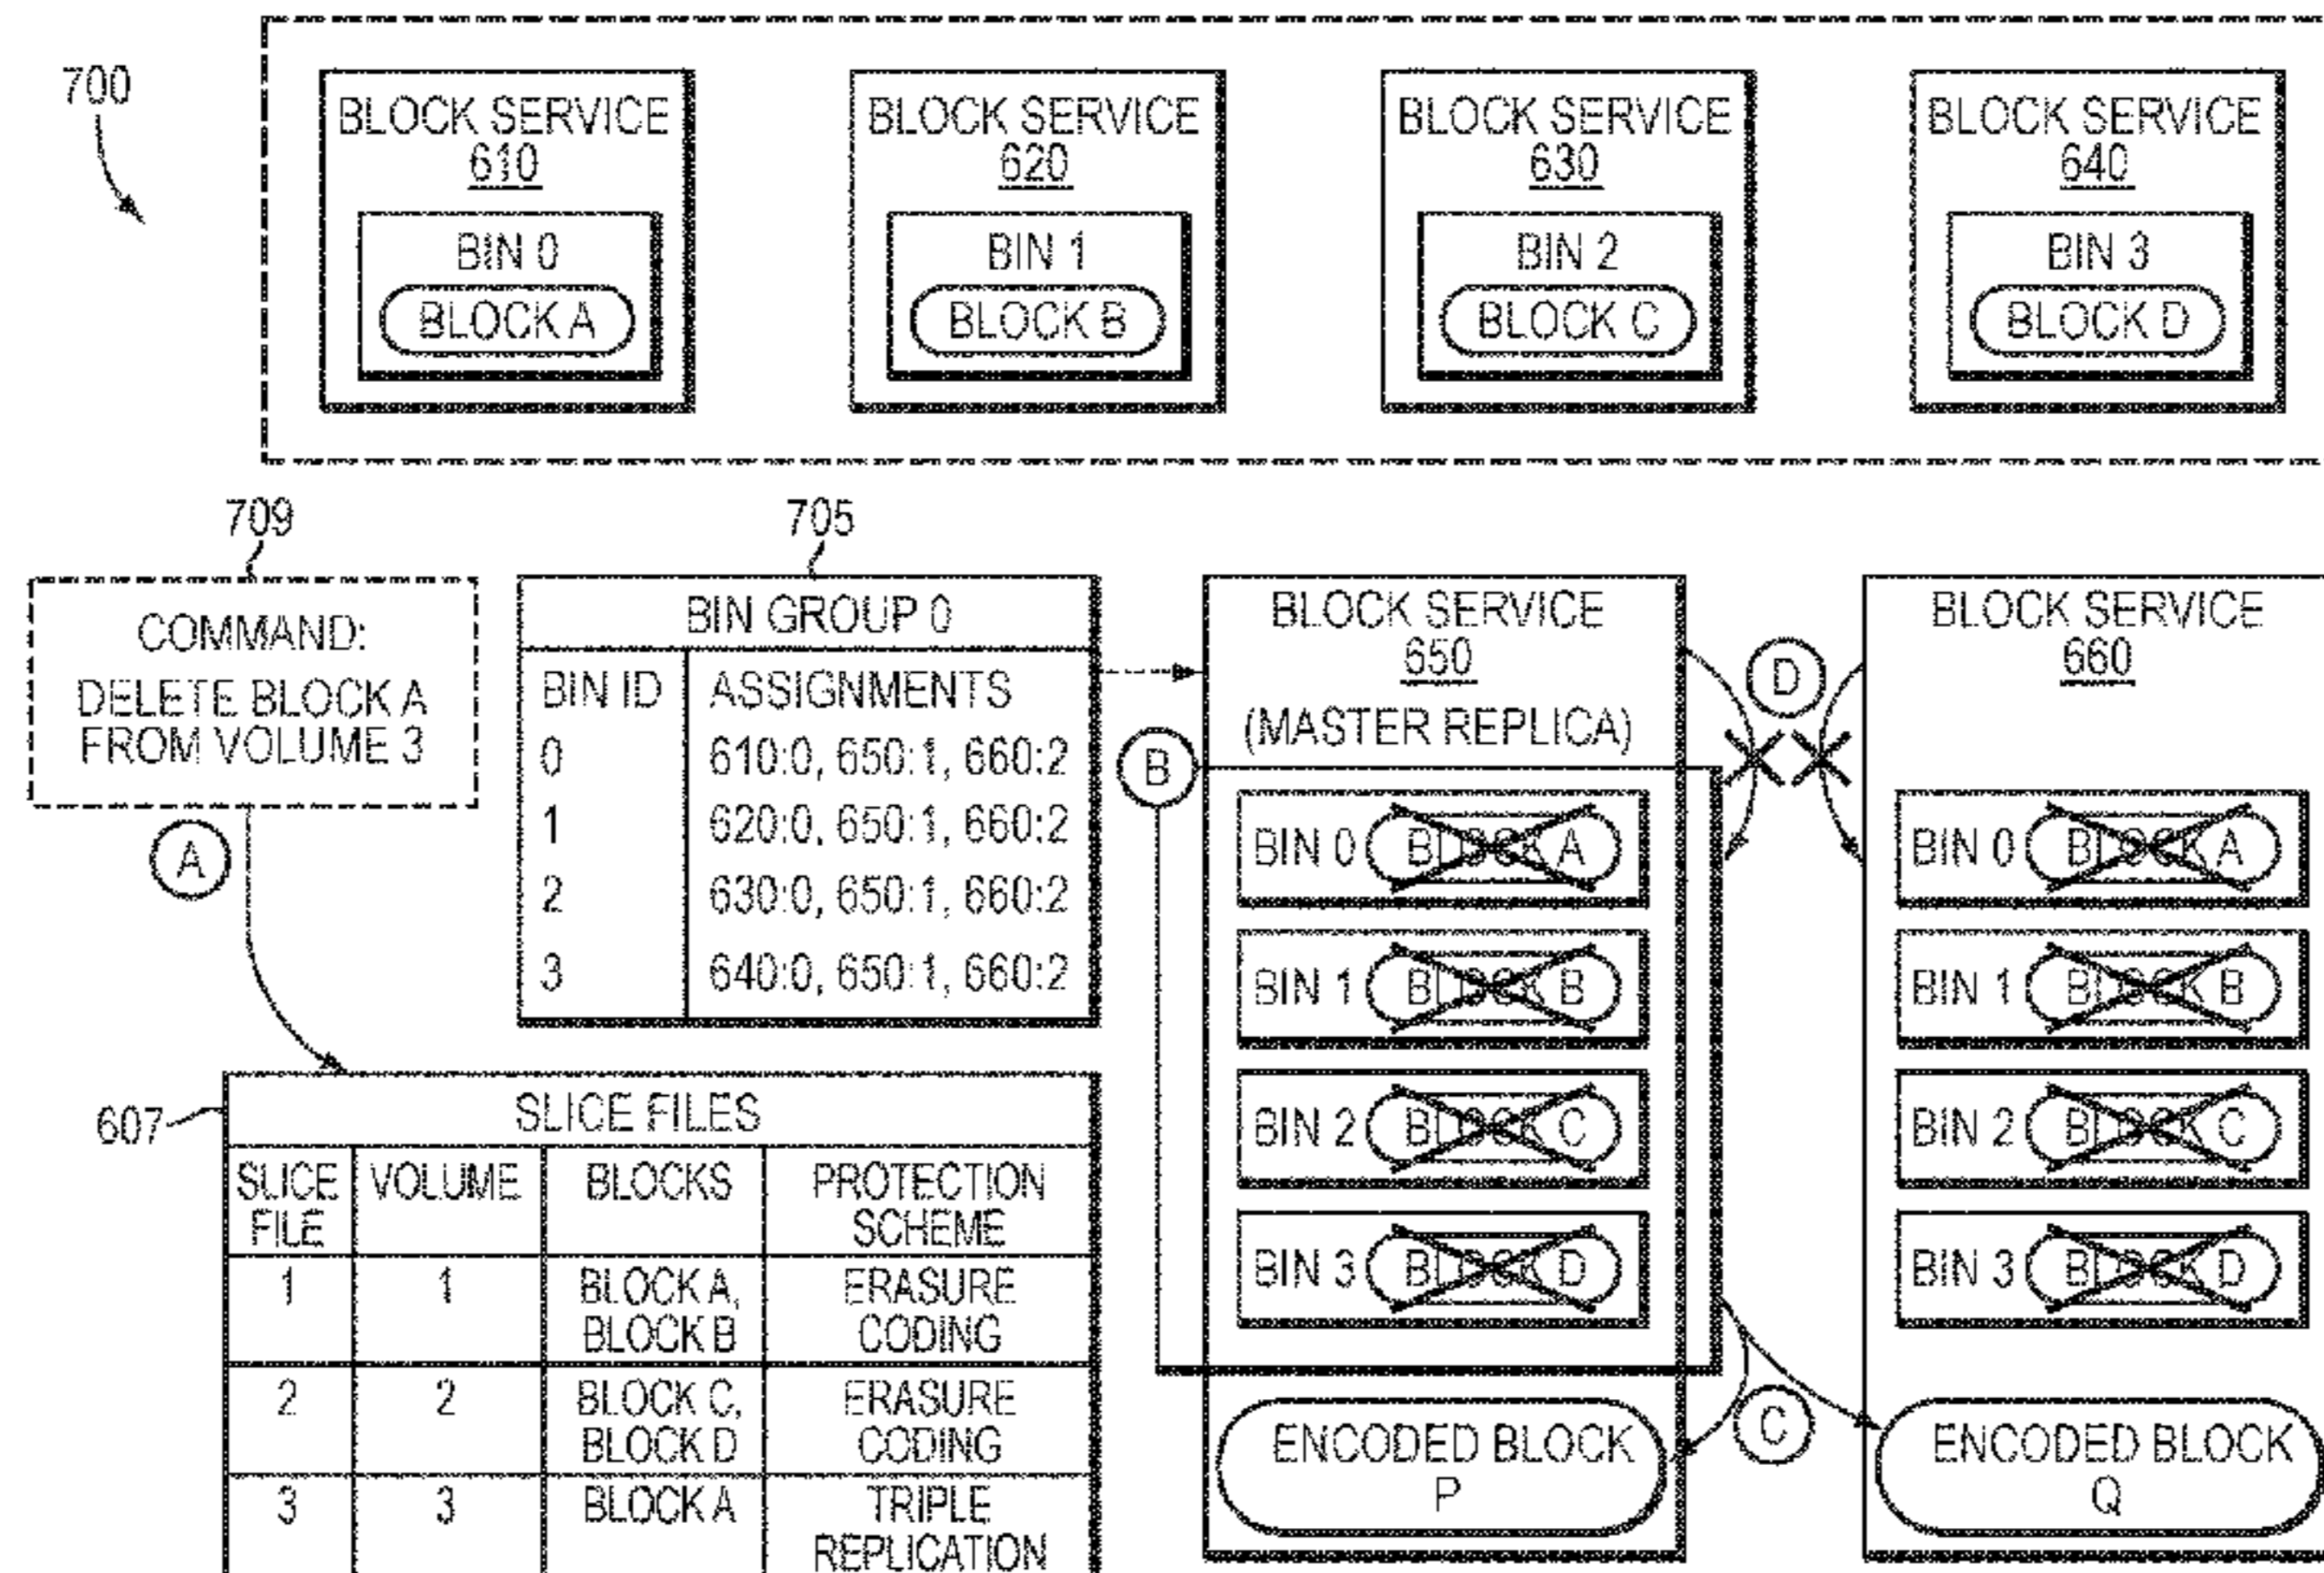 700
BLOCK SERVICE
610
BIN 0
BLOCK A
BLOCK SERVICE
620
BIN 1
BLOCK B
BLOCK SERVICE
630
BIN 2
BLOCK C
BLOCK SERVICE
640
BIN 3
BLOCK D
709
COMMAND:
DELETE BLOCK A
FROM VOLUME 3
A
705
BIN GROUP 0
BIN ID ASSIGNMENTS
0 610:0, 650:1, 660:2
1 620:0, 650:1, 660:2
2 630:0, 650:1, 660:2
3 640:0, 650:1, 660:2
607
SLICE FILES
SLICE FILE VOLUME BLOCKS PROTECTION SCHEME
1 1 BLOCK A, BLOCK B ERASURE CODING
2 2 BLOCK C, BLOCK D ERASURE CODING
3 3 BLOCK A TRIPLE REPLICATION
B
BLOCK SERVICE
650
(MASTER REPLICA)
BIN 0 BLOCK A
BIN 1 BLOCK B
BIN 2 BLOCK C
BIN 3 BLOCK D
ENCODED BLOCK
P
D
C
BLOCK SERVICE
660
BIN 0 BLOCK A
BIN 1 BLOCK B
BIN 2 BLOCK C
BIN 3 BLOCK D
ENCODED BLOCK
Q